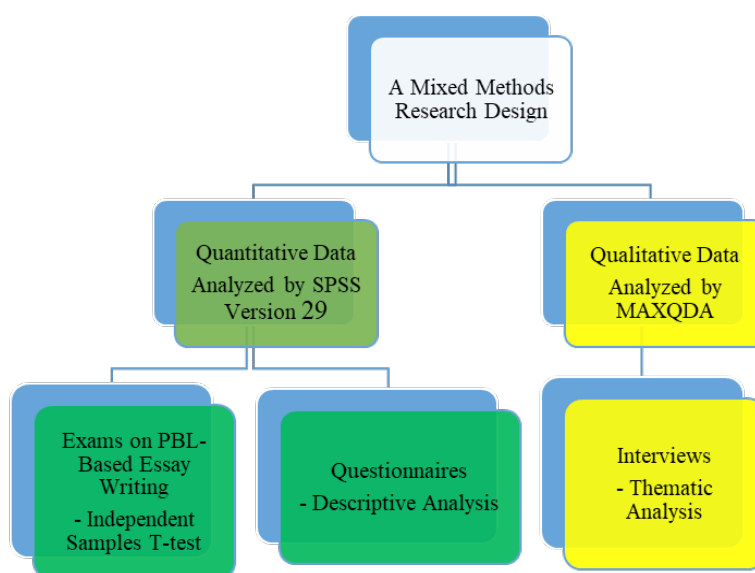 A Mixed Methods
Research Design
Quantitative Data
Analyzed by SPSS
Version 29
Qualitative Data
Analyzed by
MAXQDA
Exams on PBL-
Based Essay
Writing
- Independent
Samples T-test
Questionnaires
- Descriptive Analysis
Interviews
- Thematic
Analysis